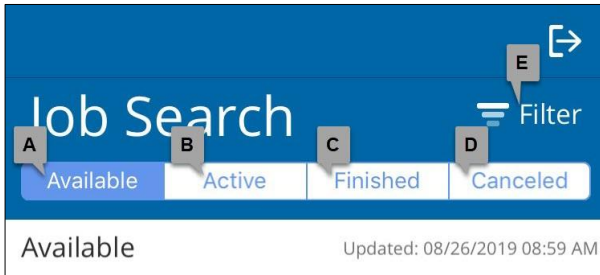 E
Job Search
Filter
A B C D
Available Active Finished Canceled
Available Updated: 08/26/2019 08:59 AM